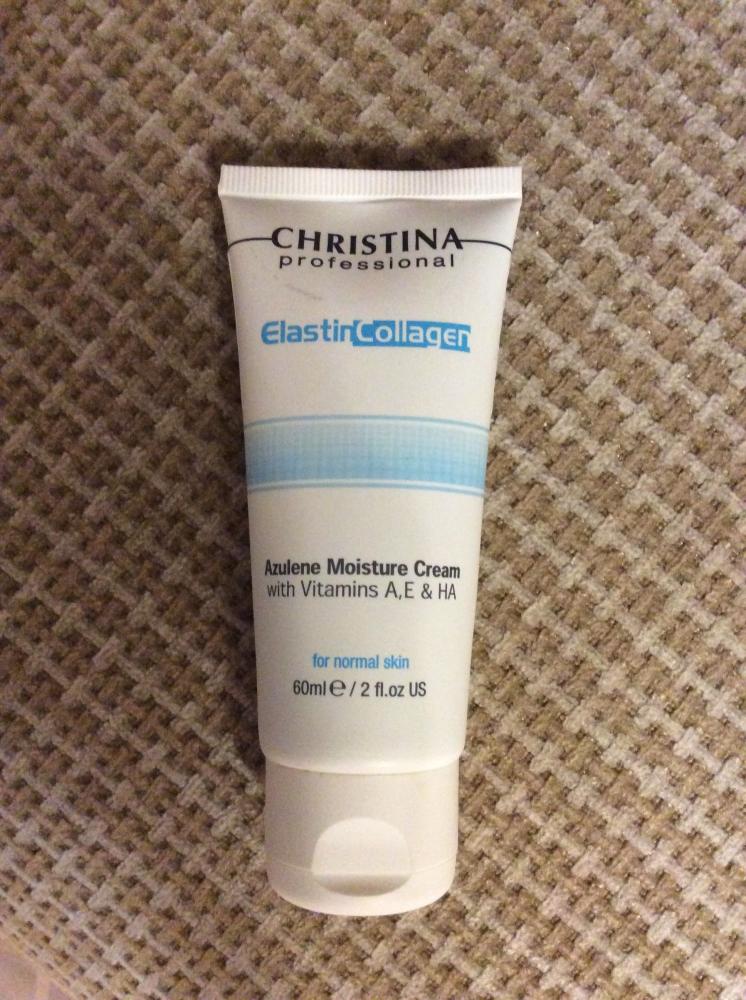 CHRISTINA
professional
ElastinCollagen
Azulene Moisture Cream
with Vitamins A,E & HA
for normal skin
60ml ℮ / 2 fl.oz US